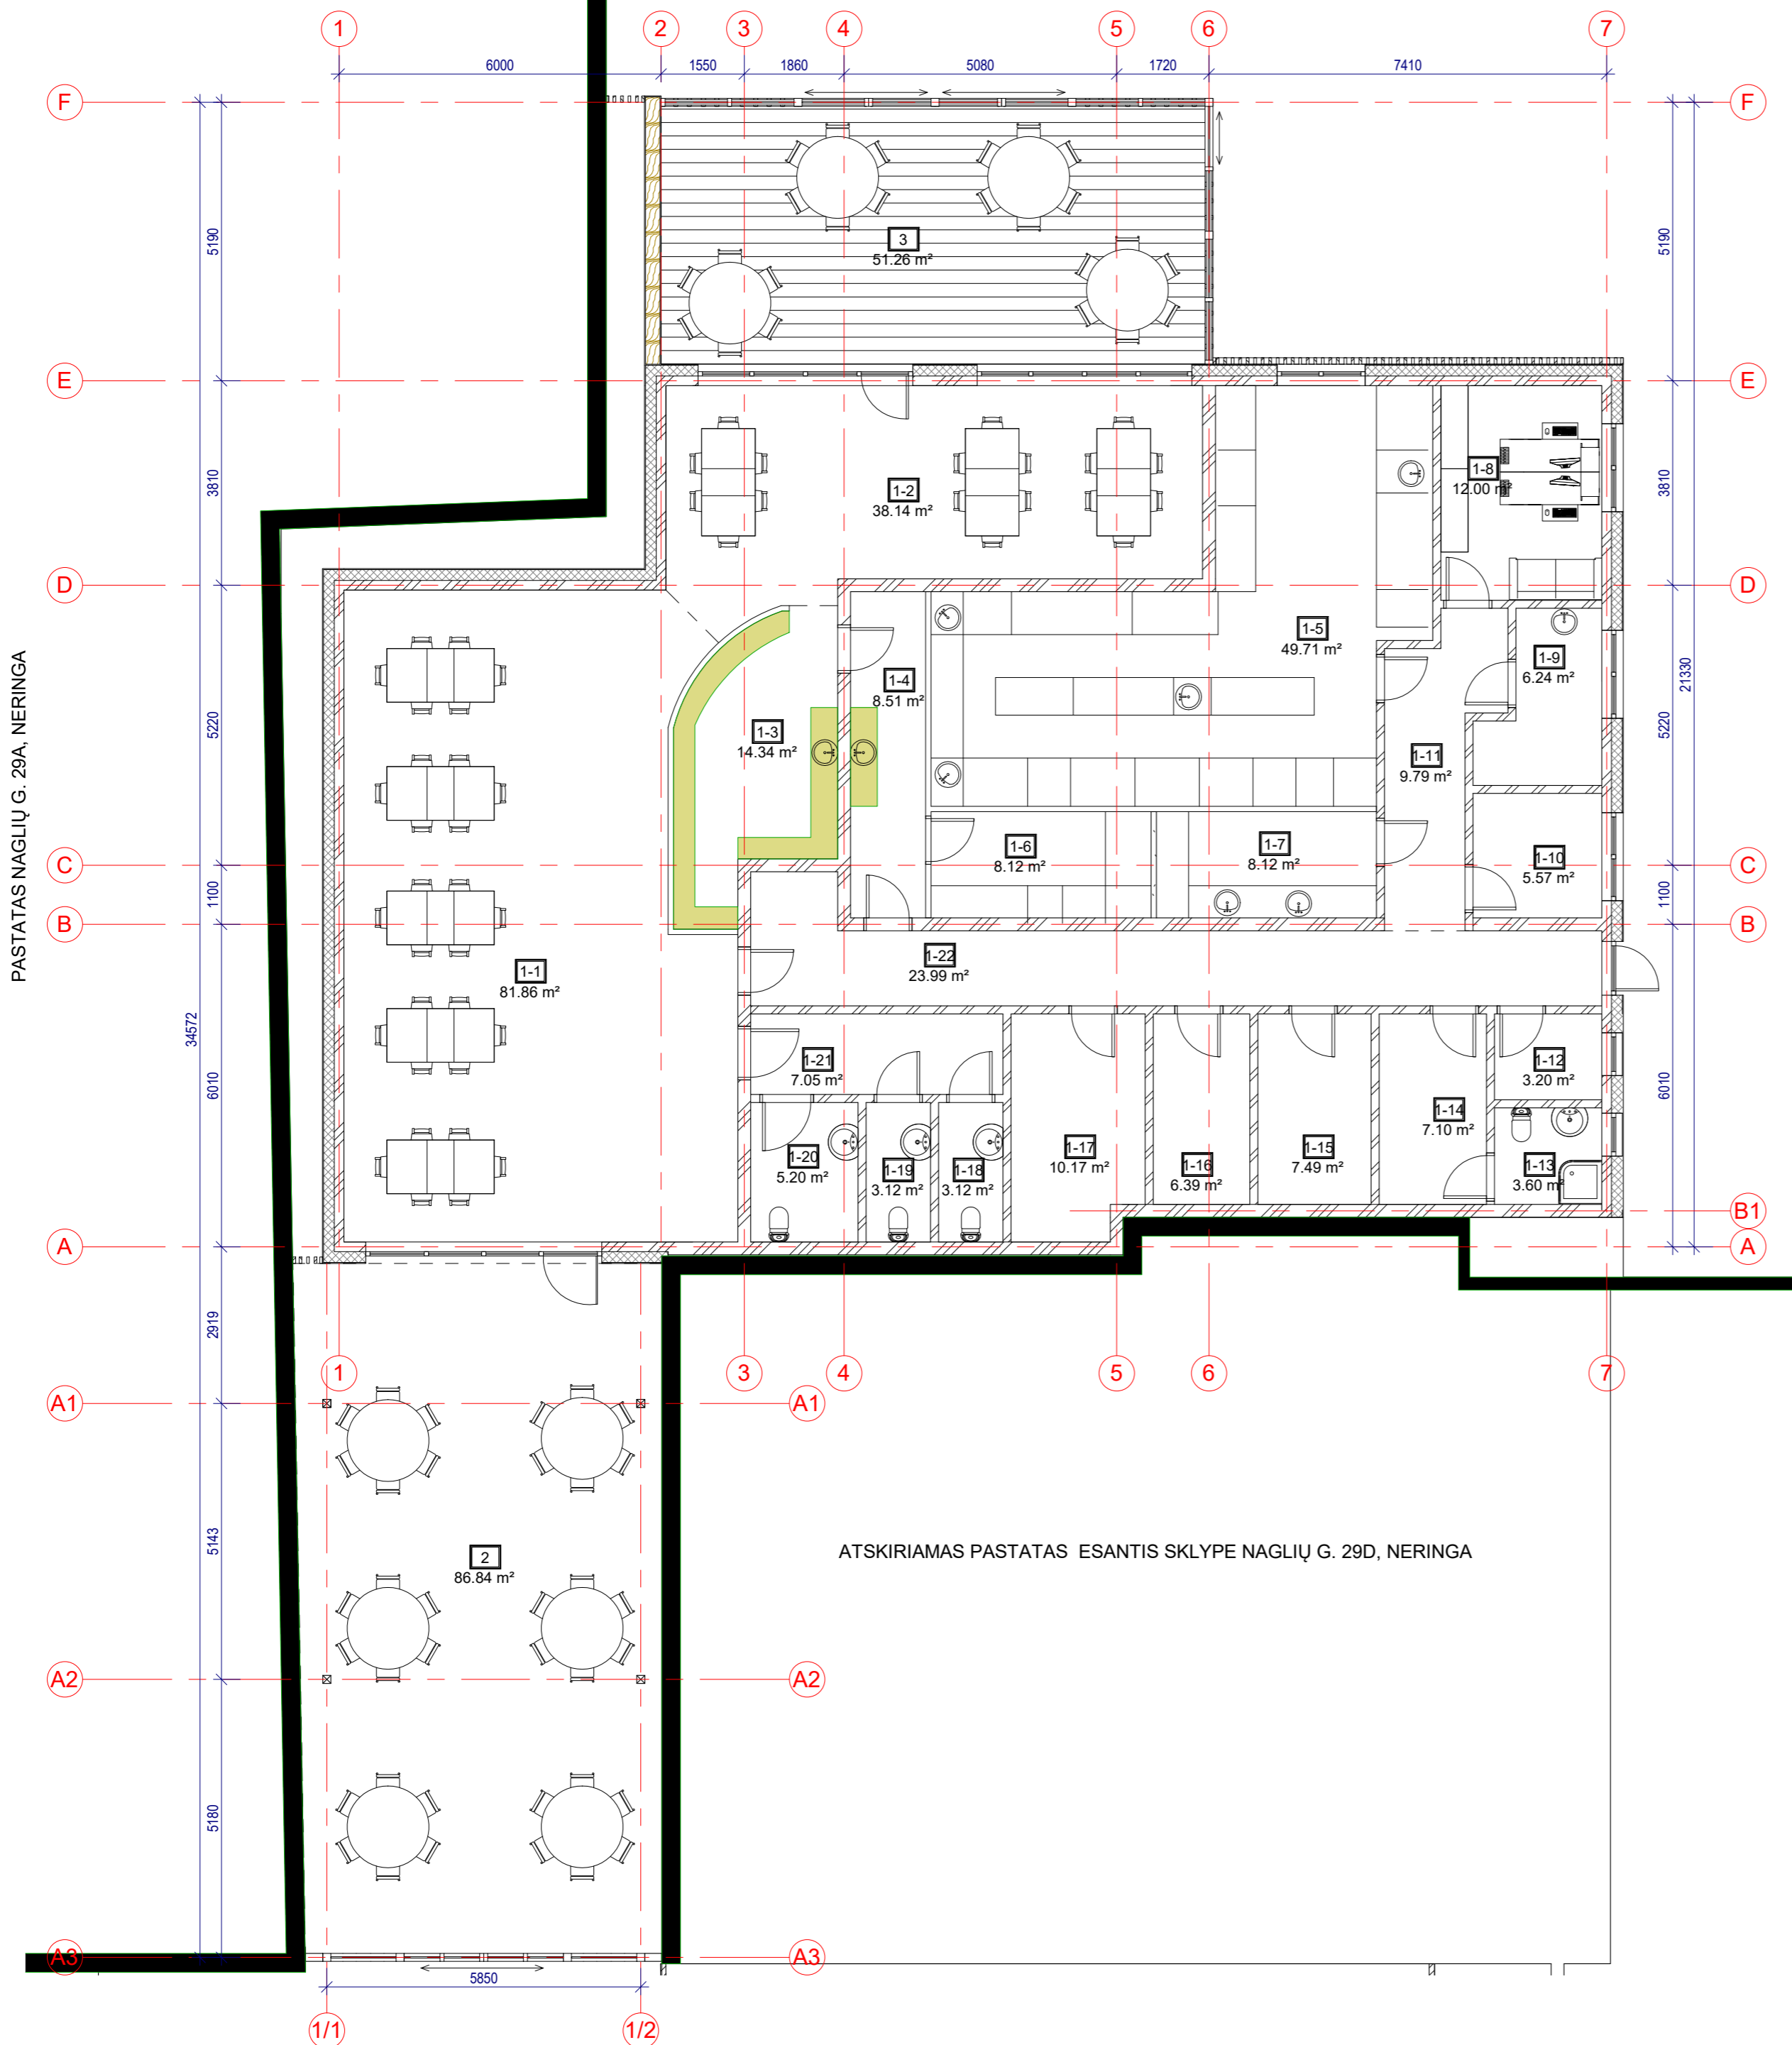 1
2
3
4
5
6
7
6000
1550
1860
5080
1720
7410
F
F
5190
5190
3
51.26 m²
E
E
3810
3810
1-2
38.14 m²
1-8
12.00 m²
D
D
1-5
49.71 m²
1-9
6.24 m²
1-4
8.51 m²
21330
PASTATAS NAGLIŲ G. 29A, NERINGA
5220
5220
1-3
14.34 m²
1-11
9.79 m²
1-6
8.12 m²
1-7
8.12 m²
1-10
5.57 m²
C
C
1100
1100
B
B
1-1
81.86 m²
1-22
23.99 m²
34572
6010
6010
1-21
7.05 m²
1-12
3.20 m²
1-14
7.10 m²
1-20
5.20 m²
1-19
3.12 m²
1-18
3.12 m²
1-17
10.17 m²
1-16
6.39 m²
1-15
7.49 m²
1-13
3.60 m²
B1
A
A
2919
1
3
4
5
6
7
A1
A1
5143
2
86.84 m²
ATSKIRIAMAS PASTATAS ESANTIS SKLYPE NAGLIŲ G. 29D, NERINGA
A2
A2
5180
A3
A3
5850
1/1
1/2